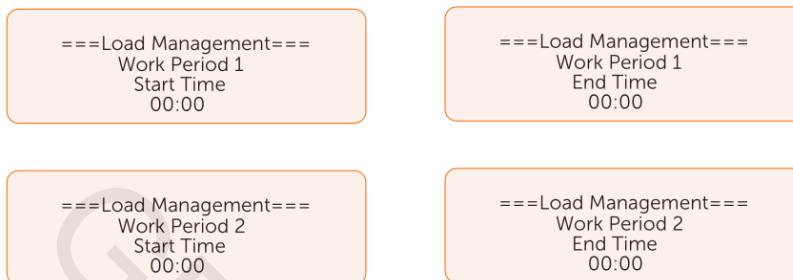 ===Load Management===
Work Period 1
Start Time
00:00
===Load Management===
Work Period 1
End Time
00:00
===Load Management===
Work Period 2
Start Time
00:00
===Load Management===
Work Period 2
End Time
00:00